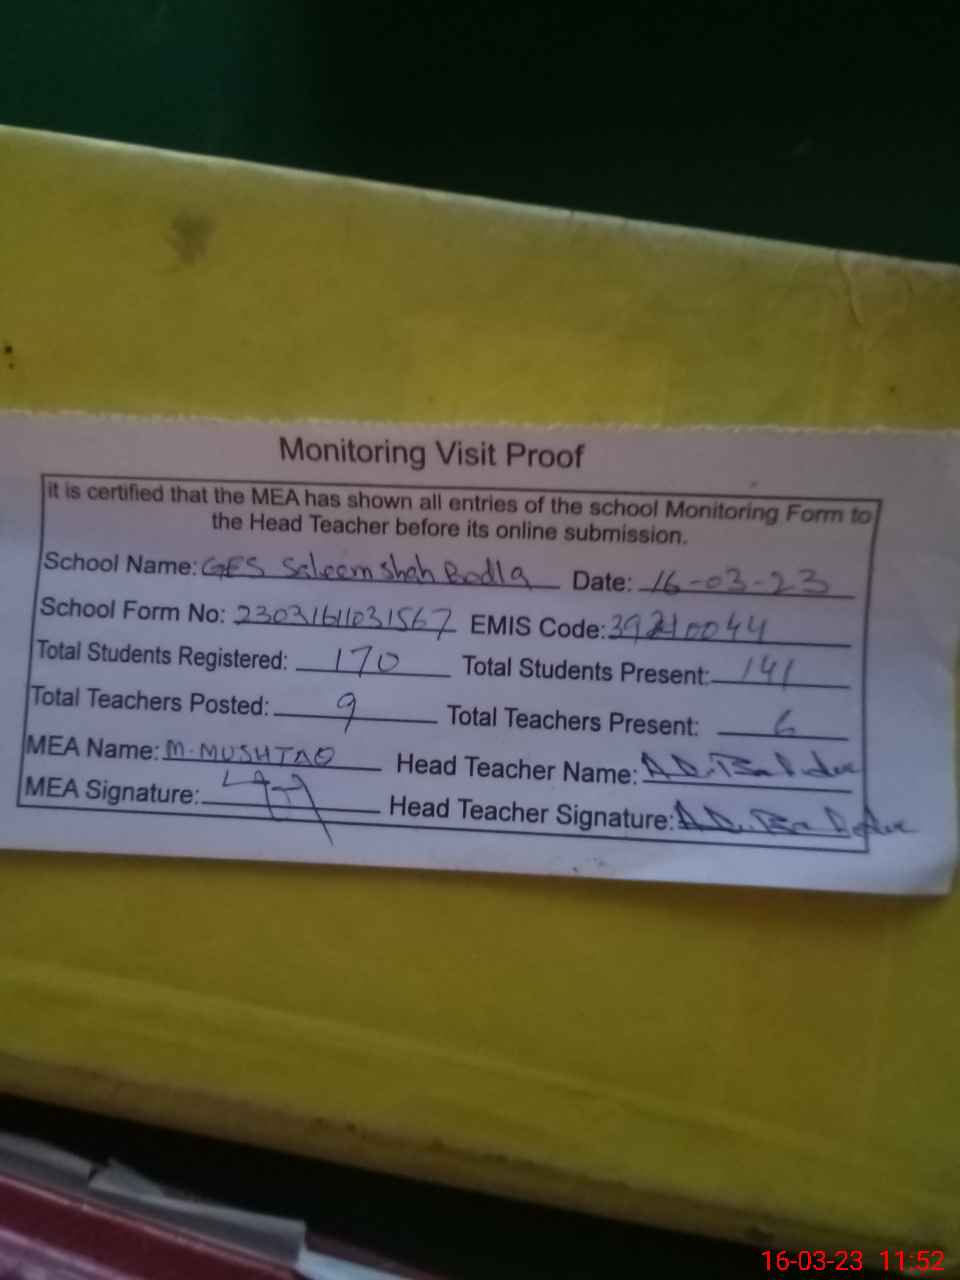 Monitoring Visit Proof
it is certified that the MEA has shown all entries of the school Monitoring Form to
the Head Teacher before its online submission.
School Name: GES Saleem shah Bodla Date: 16-03-23
School Form No: 23031611031567 EMIS Code:
Total Students Registered: 170 Total Students Present: 141
Total Teachers Posted: 9 Total Teachers Present: 6
MEA Name: M. MUSHTAQ Head Teacher Name:
MEA Signature: Head Teacher Signature:
16-03-23 11:52